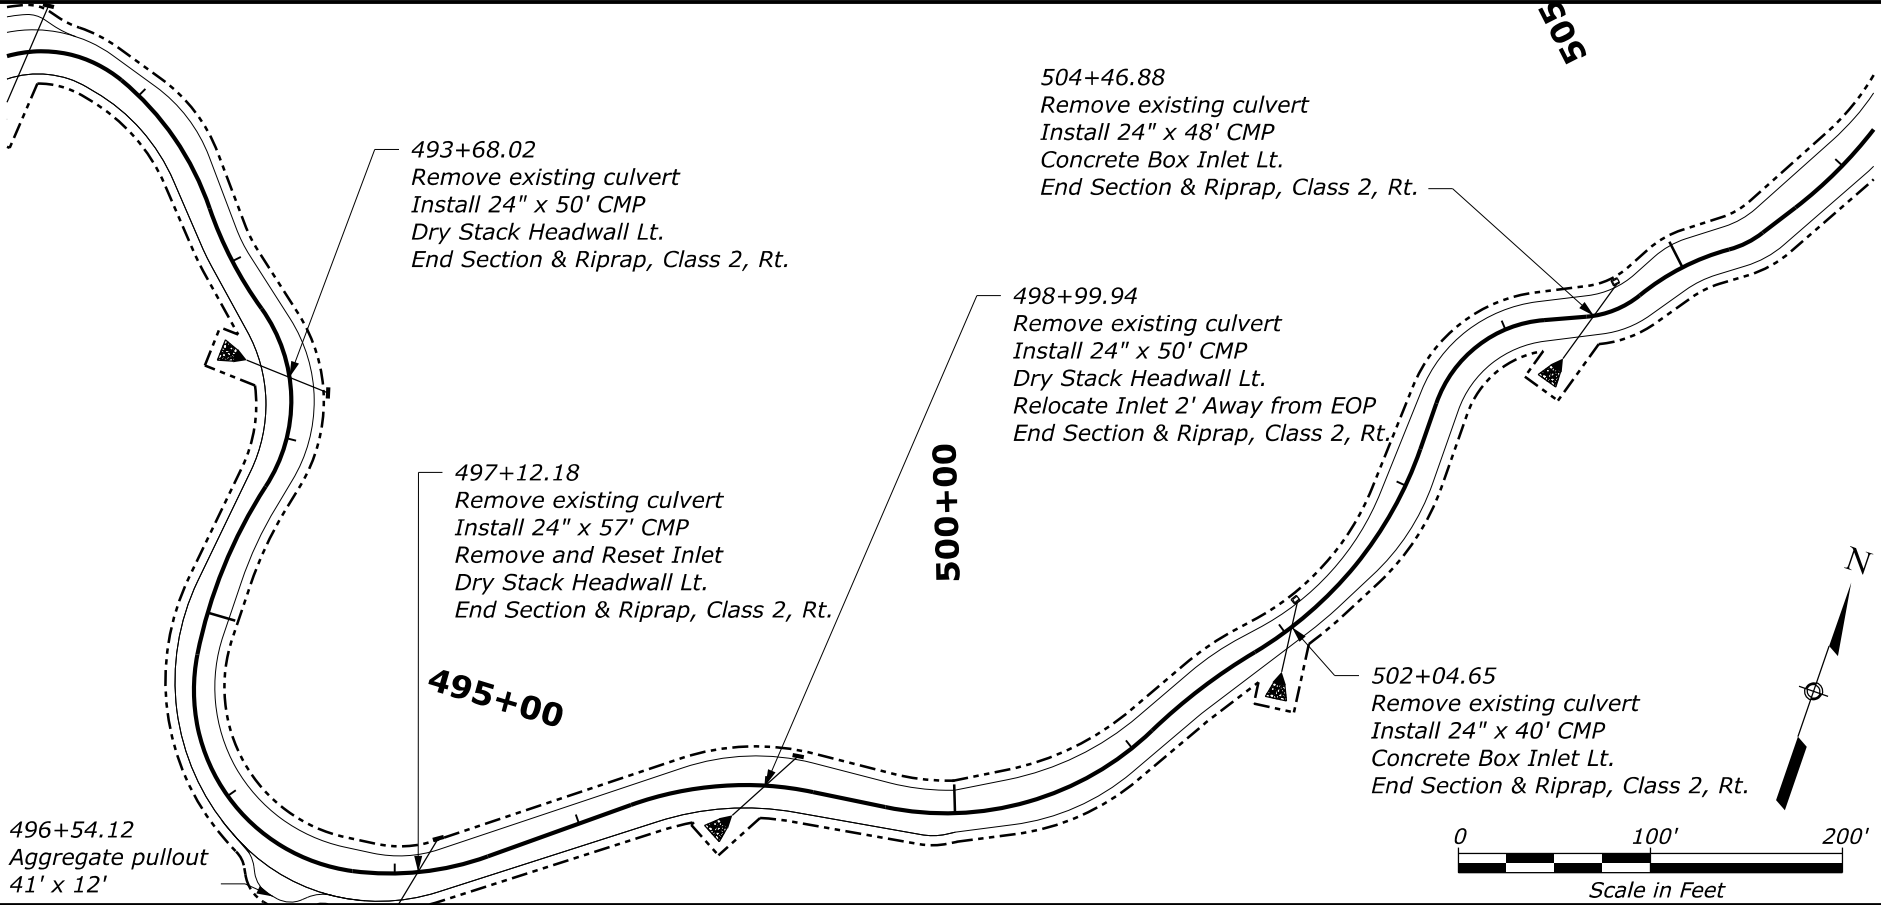 505
504+46.88
Remove existing culvert
Install 24" x 48' CMP
Concrete Box Inlet Lt.
End Section & Riprap, Class 2, Rt.
493+68.02
Remove existing culvert
Install 24" x 50' CMP
Dry Stack Headwall Lt.
End Section & Riprap, Class 2, Rt.
498+99.94
Remove existing culvert
Install 24" x 50' CMP
Dry Stack Headwall Lt.
Relocate Inlet 2' Away from EOP
End Section & Riprap, Class 2, Rt.
497+12.18
Remove existing culvert
Install 24" x 57' CMP
Remove and Reset Inlet
Dry Stack Headwall Lt.
End Section & Riprap, Class 2, Rt.
500+00
495+00
N
502+04.65
Remove existing culvert
Install 24" x 40' CMP
Concrete Box Inlet Lt.
End Section & Riprap, Class 2, Rt.
496+54.12
Aggregate pullout
41' x 12'
0 100' 200'
Scale in Feet